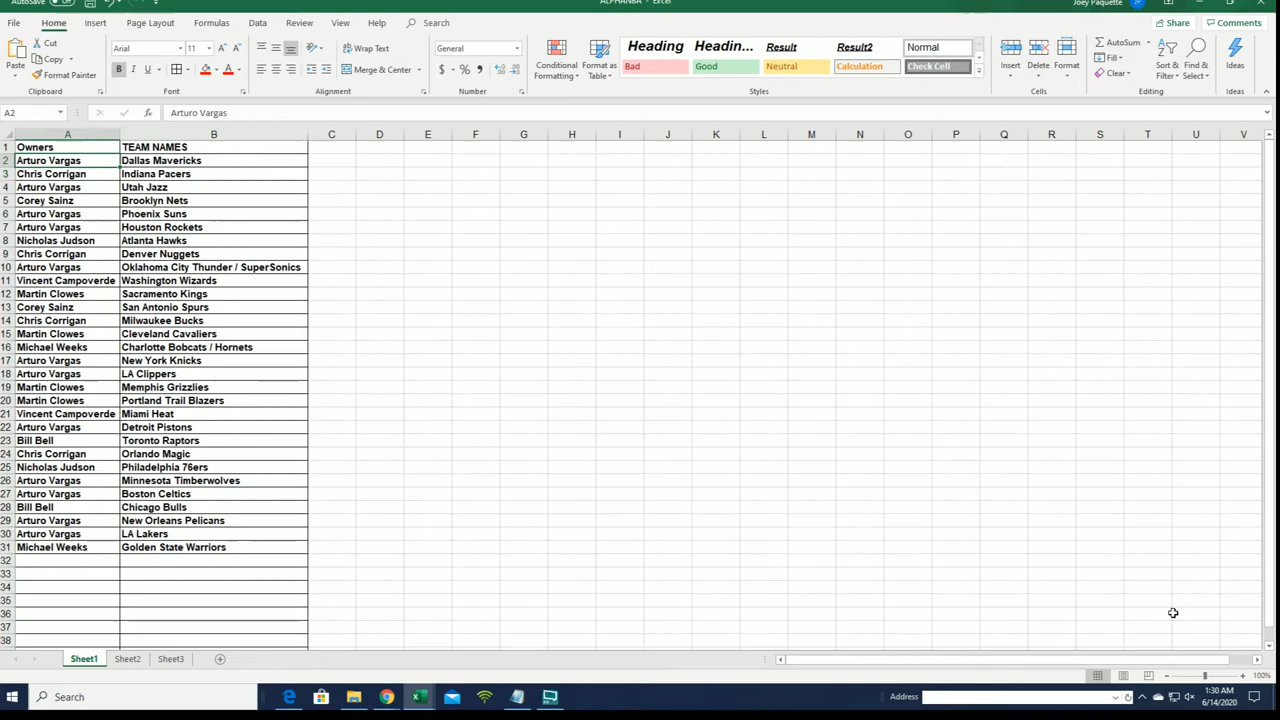 AutoSave Off ALPHANBA - Excel Joey Paquette JP
File Home Insert Page Layout Formulas Data Review View Help Search Share Comments
Cut Copy Format Painter Paste Clipboard
Arial 11 B I U Font
Wrap Text Merge & Center Alignment
General $ % , Number
Conditional Formatting Format as Table
Heading Headin... Result Result2 Normal
Bad Good Neutral Calculation Check Cell
Styles
Insert Delete Format Cells
AutoSum Fill Clear Sort & Filter Find & Select Editing
Ideas Ideas
A2 fx Arturo Vargas
A B C D E F G H I J K L M N O P Q R S T U V
1 Owners TEAM NAMES
2 Arturo Vargas Dallas Mavericks
3 Chris Corrigan Indiana Pacers
4 Arturo Vargas Utah Jazz
5 Corey Sainz Brooklyn Nets
6 Arturo Vargas Phoenix Suns
7 Arturo Vargas Houston Rockets
8 Nicholas Judson Atlanta Hawks
9 Chris Corrigan Denver Nuggets
10 Arturo Vargas Oklahoma City Thunder / SuperSonics
11 Vincent Campoverde Washington Wizards
12 Martin Clowes Sacramento Kings
13 Corey Sainz San Antonio Spurs
14 Chris Corrigan Milwaukee Bucks
15 Martin Clowes Cleveland Cavaliers
16 Michael Weeks Charlotte Bobcats / Hornets
17 Arturo Vargas New York Knicks
18 Arturo Vargas LA Clippers
19 Martin Clowes Memphis Grizzlies
20 Martin Clowes Portland Trail Blazers
21 Vincent Campoverde Miami Heat
22 Arturo Vargas Detroit Pistons
23 Bill Bell Toronto Raptors
24 Chris Corrigan Orlando Magic
25 Nicholas Judson Philadelphia 76ers
26 Arturo Vargas Minnesota Timberwolves
27 Arturo Vargas Boston Celtics
28 Bill Bell Chicago Bulls
29 Arturo Vargas New Orleans Pelicans
30 Arturo Vargas LA Lakers
31 Michael Weeks Golden State Warriors
32
33
34
35
36
37
38
Sheet1 Sheet2 Sheet3
100%
Search Address 1:30 AM
6/14/2020